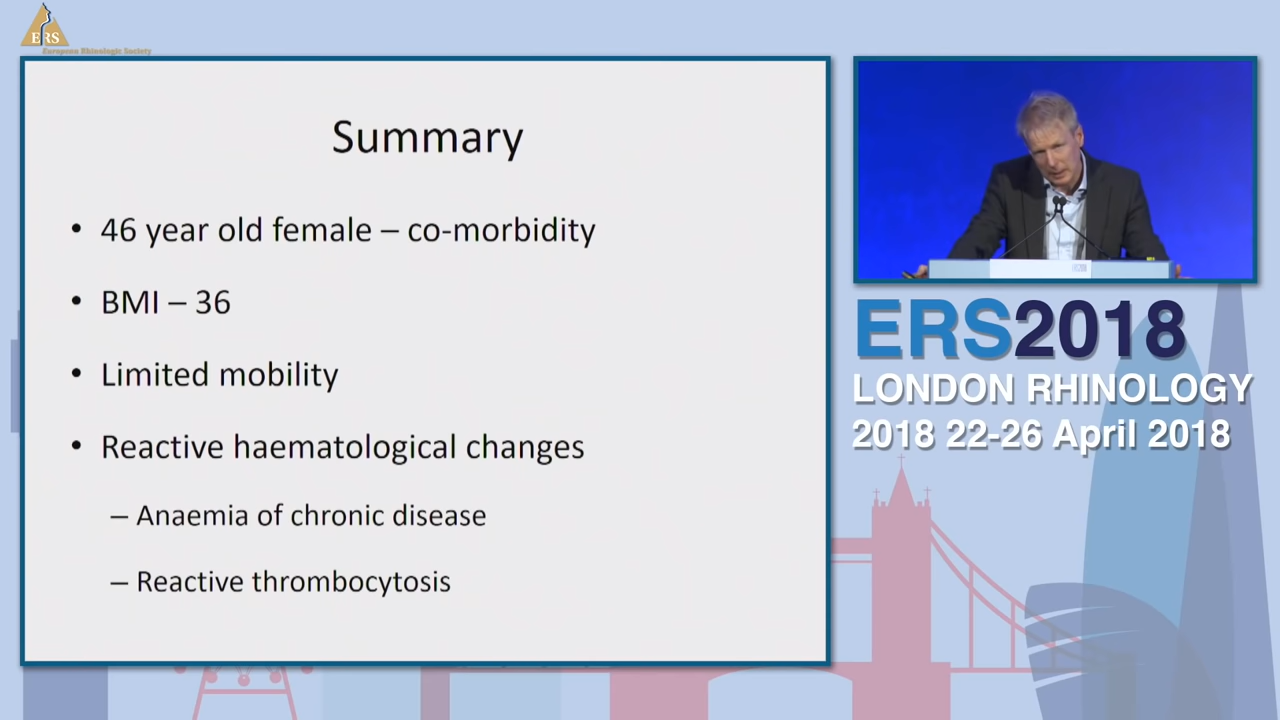 ERS
European Rhinologic Society
Summary
• 46 year old female – co-morbidity
• BMI – 36
• Limited mobility
• Reactive haematological changes
– Anaemia of chronic disease
– Reactive thrombocytosis
ERS2018
LONDON RHINOLOGY
2018 22-26 April 2018